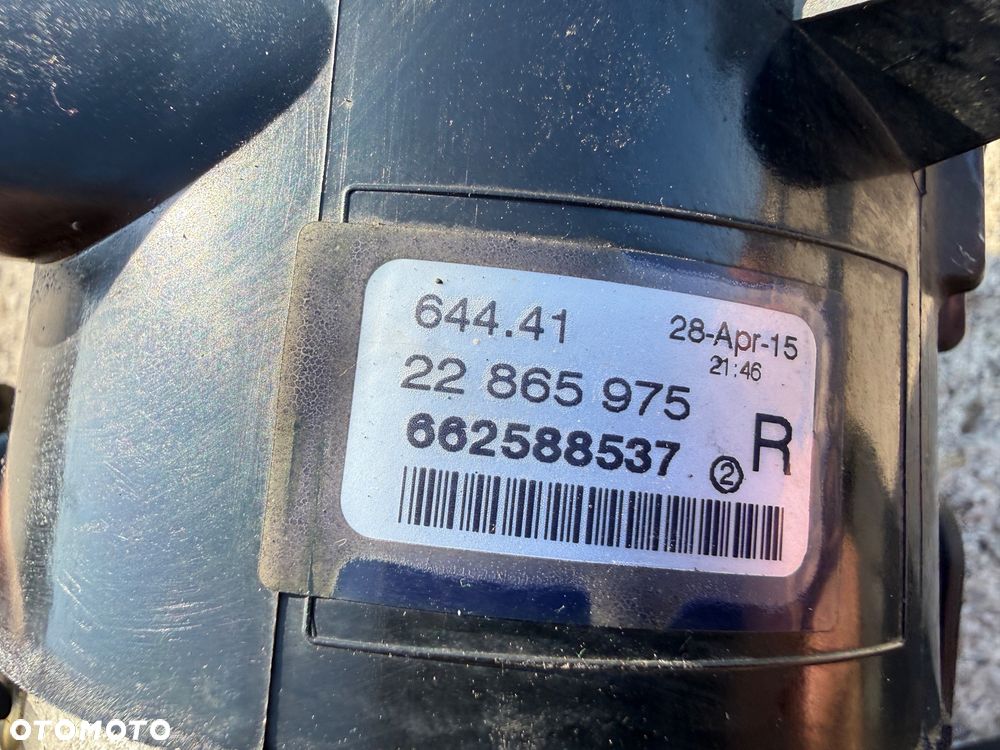 644.41
28-Apr-15
21:46
22 865 975
662588537
② R
OTOMOTO